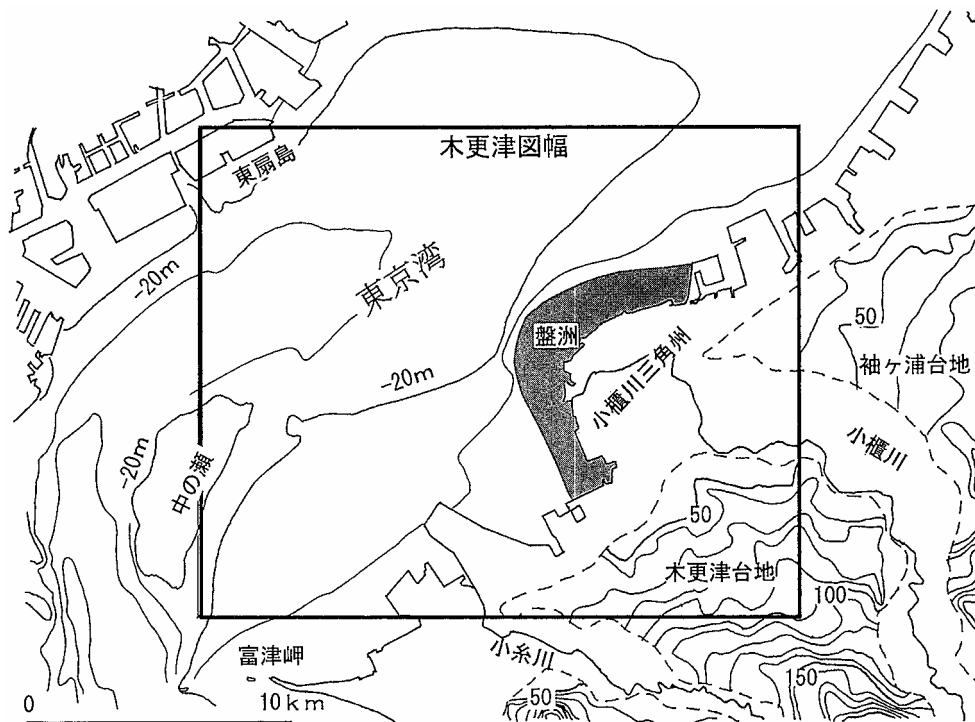 木更津図幅
東扇島
-20m
東京湾
50
盤洲
袖ヶ浦台地
-20m
小櫃川三角州
小櫃川
-20m
中の瀬
50
木更津台地
100
富津岬
小糸川
150
0 10km
50